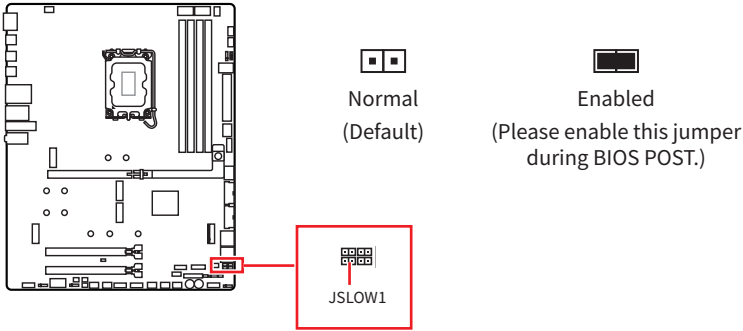 Normal
(Default)
Enabled
(Please enable this jumper
during BIOS POST.)
JSLOW1